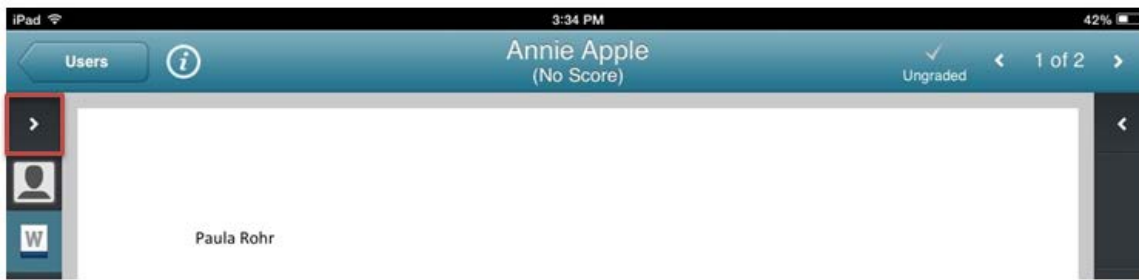 iPad 3:34 PM 42%
Users i Annie Apple
(No Score) Ungraded < 1 of 2 >
> <
W Paula Rohr